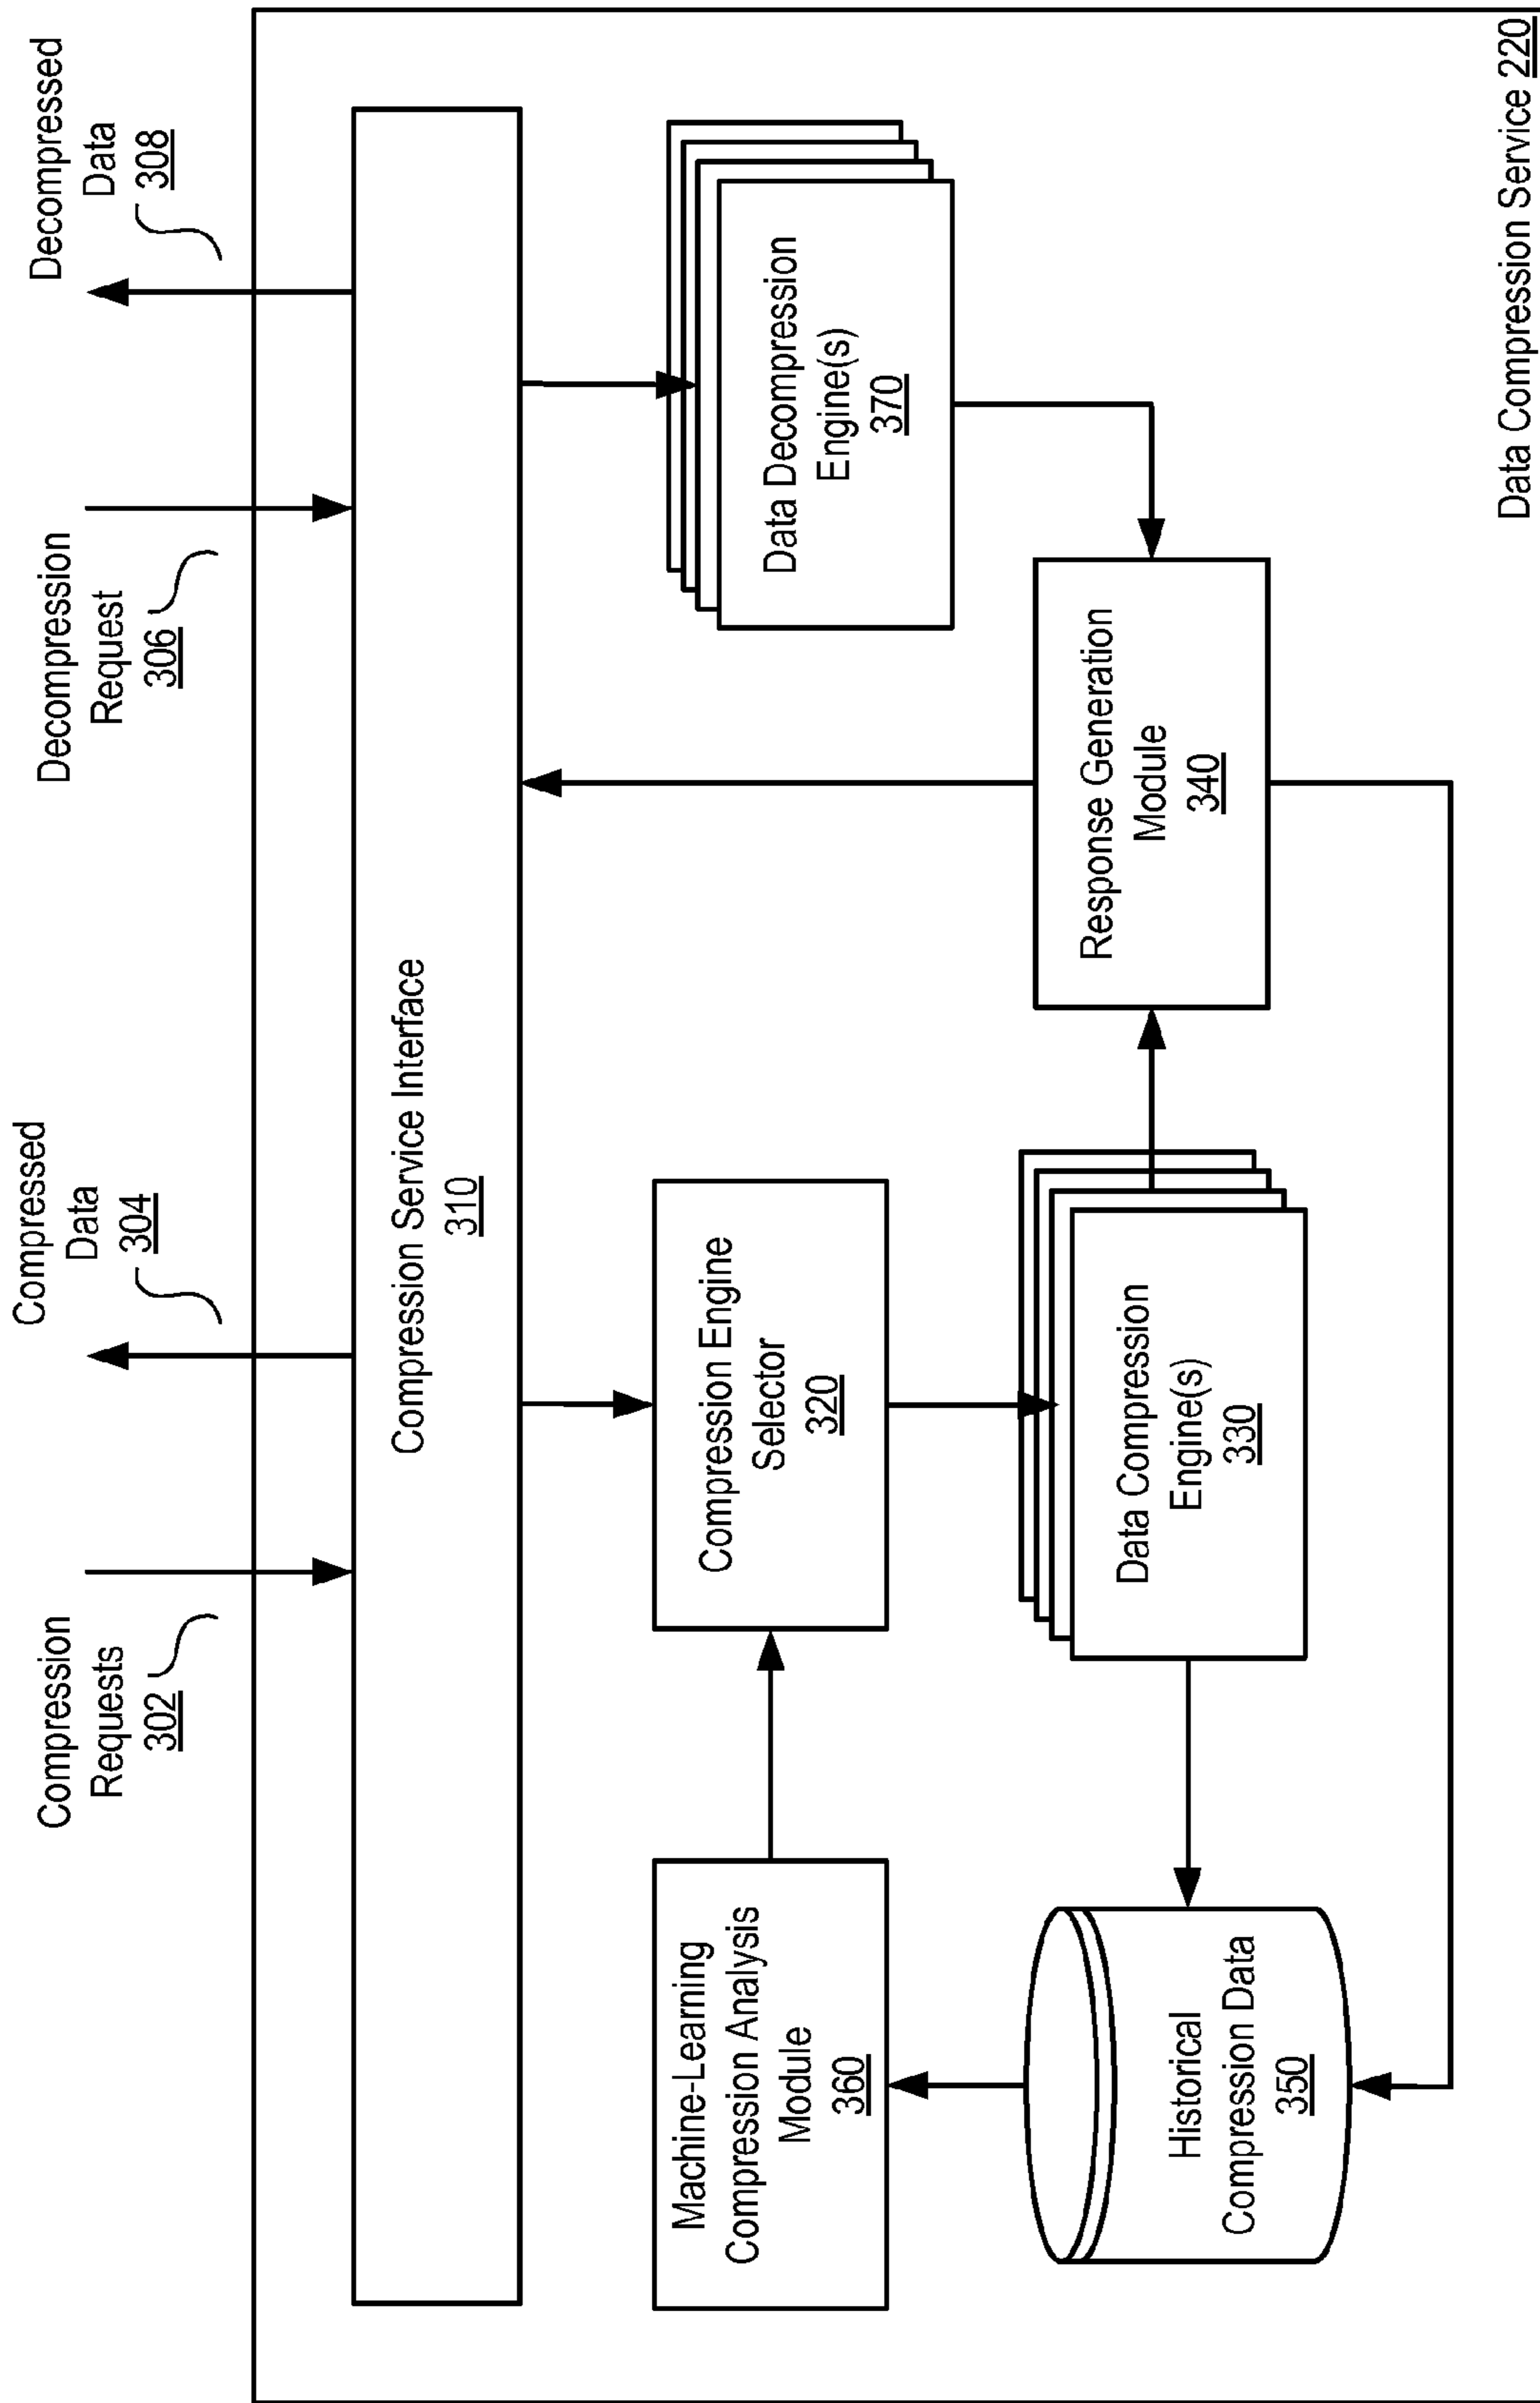 Compression
Requests
302
Compressed
Data
304
Decompression
Request
306
Decompressed
Data
308
Compression Service Interface
310
Machine-Learning
Compression Analysis
Module
360
Compression Engine
Selector
320
Data Decompression
Engine(s)
370
Historical
Compression Data
350
Data Compression
Engine(s)
330
Response Generation
Module
340
Data Compression Service 220